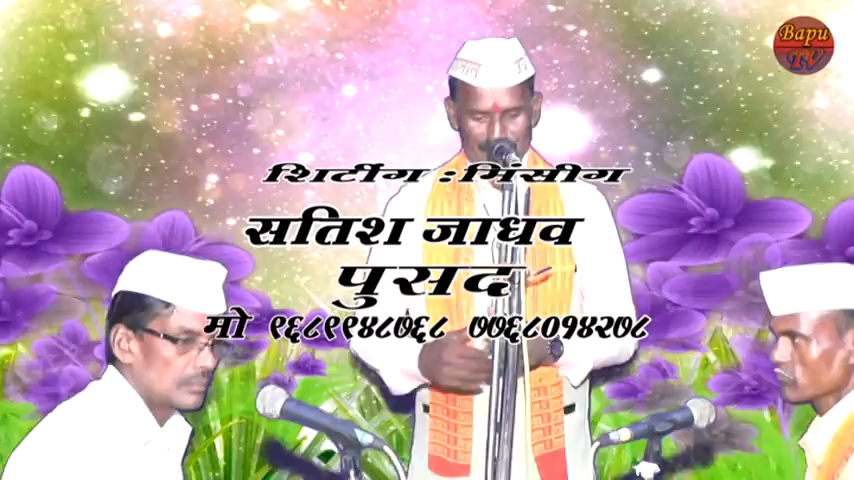 Bapu
TV
शिर्टींग : मिंसीग
सतिश जाधव
पुसद
मो ९६८९९४८७६८ ७७६८०१४२७८